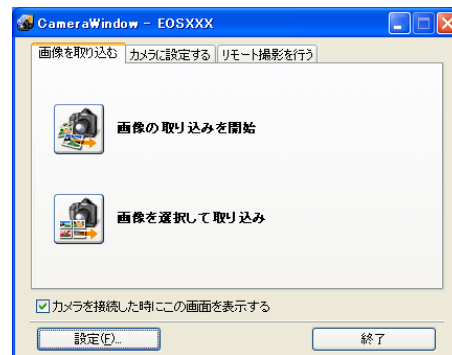 CameraWindow - EOSXXX
画像を取り込む カメラに設定する リモート撮影を行う
画像の取り込みを開始
画像を選択して取り込み
カメラを接続した時にこの画面を表示する
設定(F)... 終了